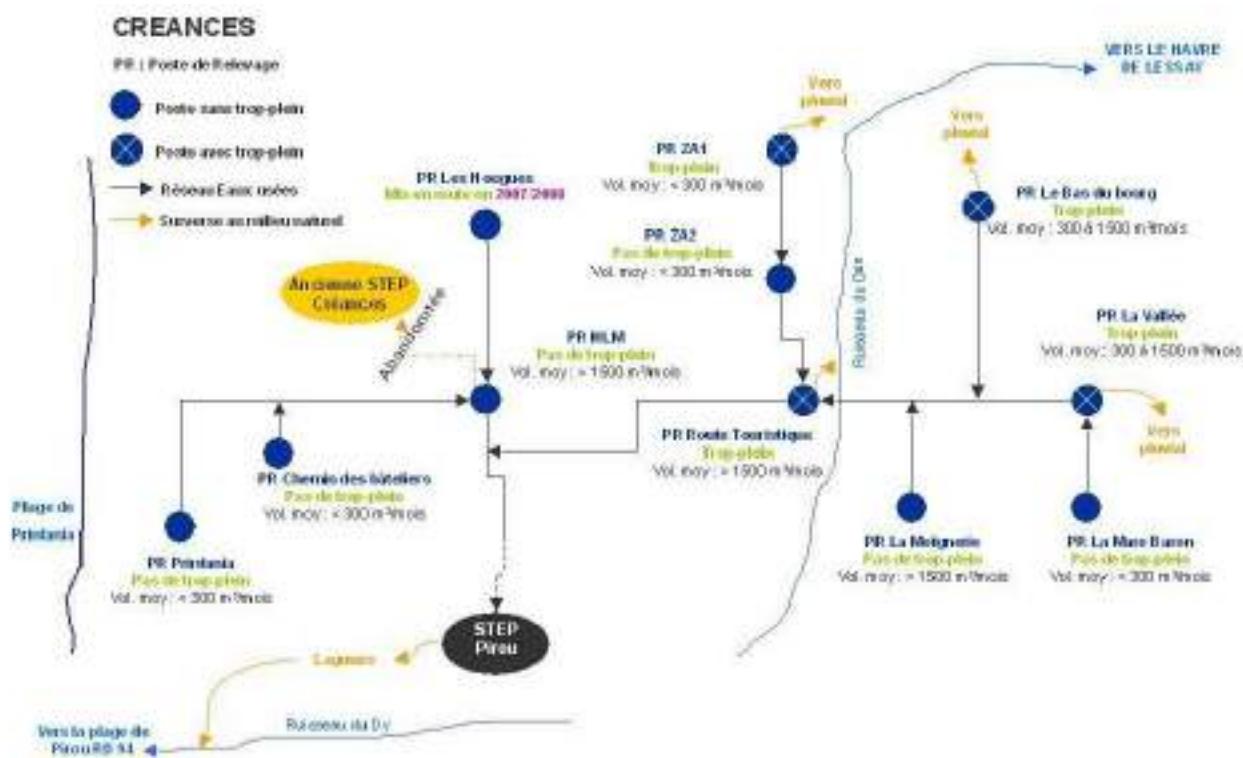 CREANCES
PR : Poste de Relevage
Poste sans trop-plein
Poste avec trop-plein
Réseau Eaux usées
Surverse au milieu naturel
VERS LE HAVRE
DE LESSAY
Vers
pluvial
Vers
pluvial
PR ZA1
Trop-plein
Vol. moy : < 300 m³/mois
PR Les Hougues
Mis en route en 2007/2008
PR Le Bas du bourg
Trop-plein
Vol. moy : 300 à 1500 m³/mois
PR ZA2
Pas de trop-plein
Vol. moy : < 300 m³/mois
Ancienne STEP
Créances
Abandonnée
Ruisseau du
PR La Vallée
Trop-plein
Vol. moy : 300 à 1500 m³/mois
PR HLM
Pas de trop-plein
Vol. moy : > 1500 m³/mois
PR Route Touristique
Trop-plein
Vol. moy : > 1500 m³/mois
Vers
pluvial
PR Chemin des bâteliers
Pas de trop-plein
Vol. moy : < 300 m³/mois
Plage de
Printania
PR Printania
Pas de trop-plein
Vol. moy : < 300 m³/mois
PR La Meignerie
Pas de trop-plein
Vol. moy : > 1500 m³/mois
PR La Mare Baron
Pas de trop-plein
Vol. moy : < 300 m³/mois
STEP
Pirou
Lagunes
Ruisseau du Dy
Vers la plage de
Pirou RD 94